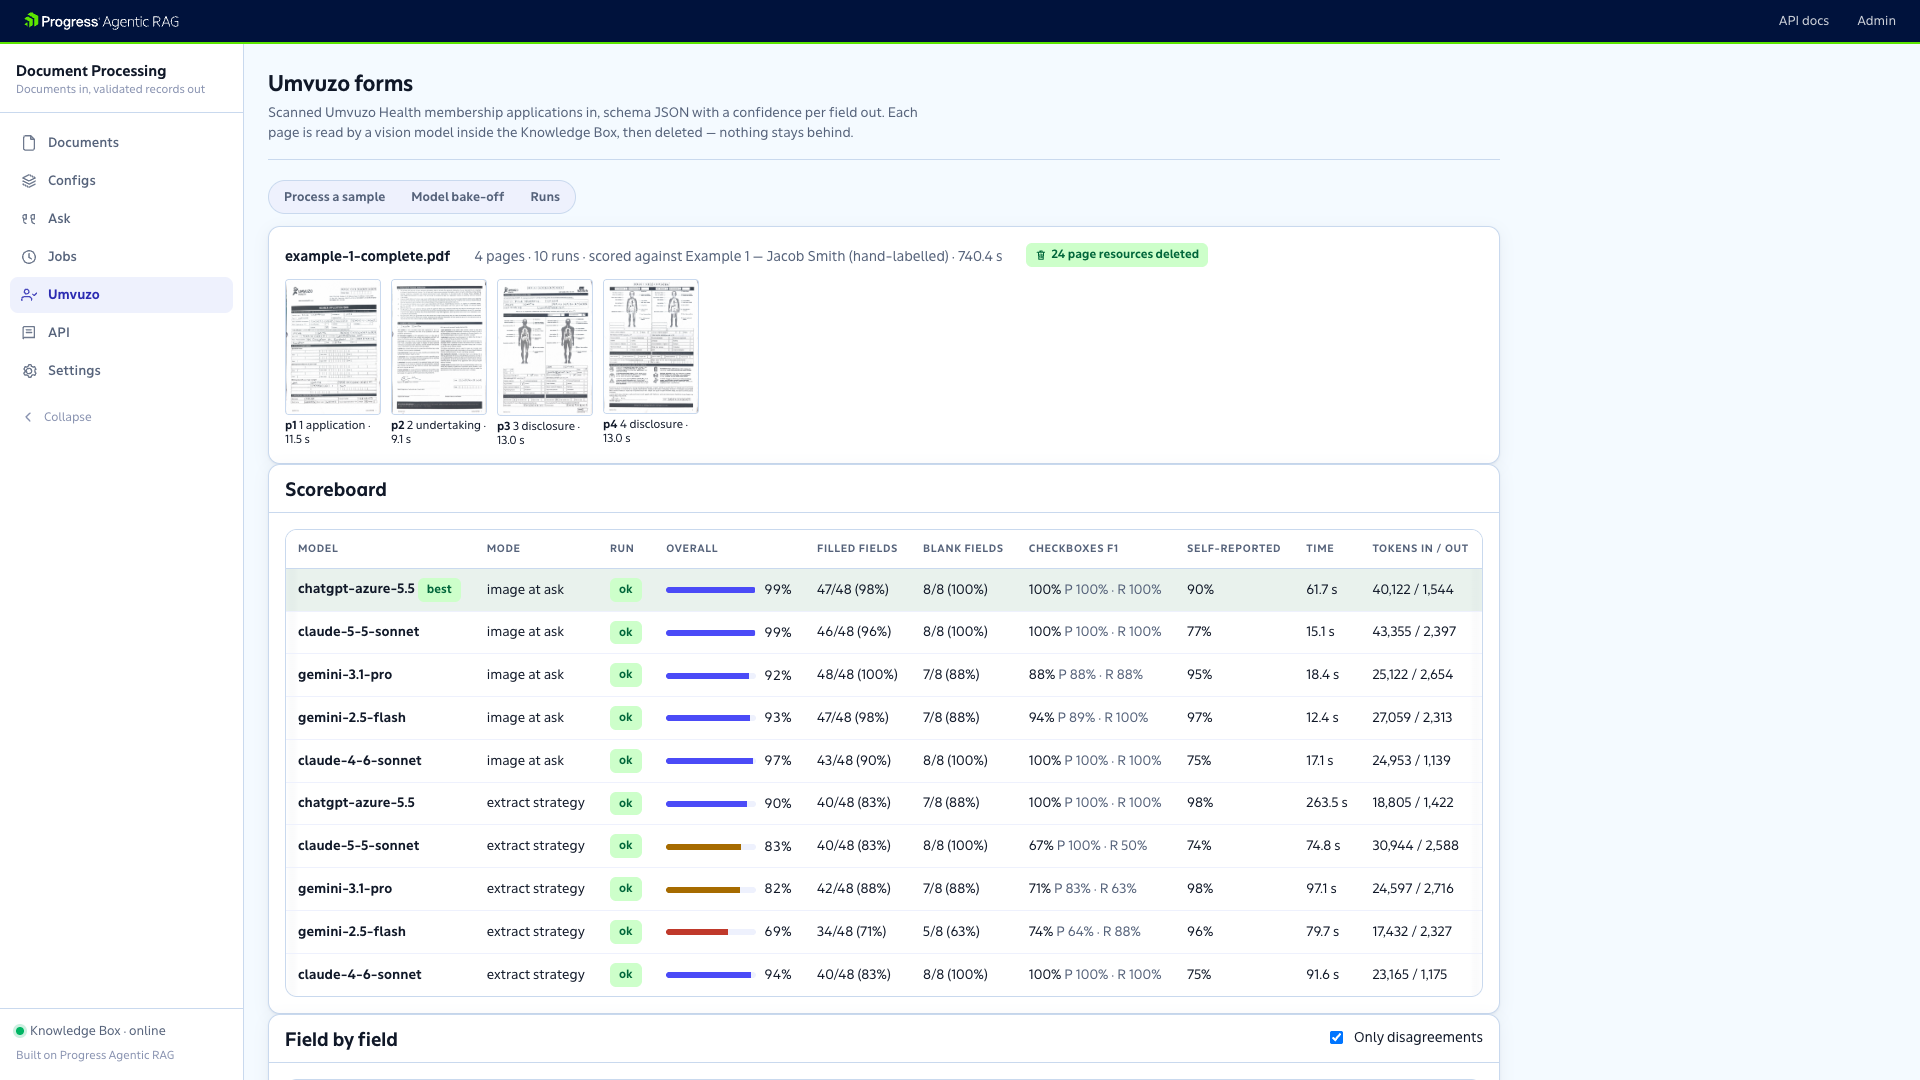 Progress Agentic RAG
API docs
Admin
Document Processing
Documents in, validated records out
Documents
Configs
Ask
Jobs
Umvuzo
API
Settings
Collapse
Knowledge Box · online
Built on Progress Agentic RAG
Umvuzo forms
Scanned Umvuzo Health membership applications in, schema JSON with a confidence per field out. Each
page is read by a vision model inside the Knowledge Box, then deleted — nothing stays behind.
Process a sample
Model bake-off
Runs
example-1-complete.pdf 4 pages · 10 runs · scored against Example 1 — Jacob Smith (hand-labelled) · 740.4 s 24 page resources deleted
p1 1 application ·
11.5 s
p2 2 undertaking ·
9.1 s
p3 3 disclosure ·
13.0 s
p4 4 disclosure ·
13.0 s
Scoreboard
MODEL MODE RUN OVERALL FILLED FIELDS BLANK FIELDS CHECKBOXES F1 SELF-REPORTED TIME TOKENS IN / OUT
chatgpt-azure-5.5 best image at ask ok 99% 47/48 (98%) 8/8 (100%) 100% P 100% · R 100% 90% 61.7 s 40,122 / 1,544
claude-5-5-sonnet image at ask ok 99% 46/48 (96%) 8/8 (100%) 100% P 100% · R 100% 77% 15.1 s 43,355 / 2,397
gemini-3.1-pro image at ask ok 92% 48/48 (100%) 7/8 (88%) 88% P 88% · R 88% 95% 18.4 s 25,122 / 2,654
gemini-2.5-flash image at ask ok 93% 47/48 (98%) 7/8 (88%) 94% P 89% · R 100% 97% 12.4 s 27,059 / 2,313
claude-4-6-sonnet image at ask ok 97% 43/48 (90%) 8/8 (100%) 100% P 100% · R 100% 75% 17.1 s 24,953 / 1,139
chatgpt-azure-5.5 extract strategy ok 90% 40/48 (83%) 7/8 (88%) 100% P 100% · R 100% 98% 263.5 s 18,805 / 1,422
claude-5-5-sonnet extract strategy ok 83% 40/48 (83%) 8/8 (100%) 67% P 100% · R 50% 74% 74.8 s 30,944 / 2,588
gemini-3.1-pro extract strategy ok 82% 42/48 (88%) 7/8 (88%) 71% P 83% · R 63% 98% 97.1 s 24,597 / 2,716
gemini-2.5-flash extract strategy ok 69% 34/48 (71%) 5/8 (63%) 74% P 64% · R 88% 96% 79.7 s 17,432 / 2,327
claude-4-6-sonnet extract strategy ok 94% 40/48 (83%) 8/8 (100%) 100% P 100% · R 100% 75% 91.6 s 23,165 / 1,175
Field by field
Only disagreements